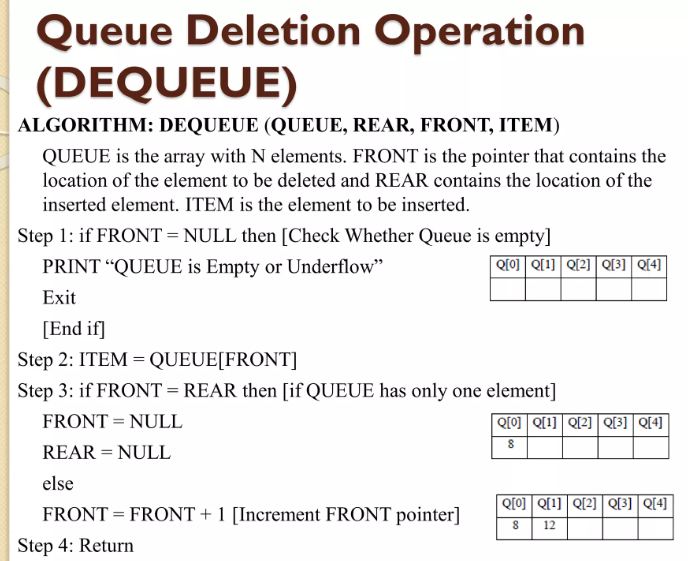 Queue Deletion Operation
(DEQUEUE)
ALGORITHM: DEQUEUE (QUEUE, REAR, FRONT, ITEM)
QUEUE is the array with N elements. FRONT is the pointer that contains the
location of the element to be deleted and REAR contains the location of the
inserted element. ITEM is the element to be inserted.
Step 1: if FRONT = NULL then [Check Whether Queue is empty]
PRINT “QUEUE is Empty or Underflow”
Exit
[End if]
Q[0] Q[1] Q[2] Q[3] Q[4]
Step 2: ITEM = QUEUE[FRONT]
Step 3: if FRONT = REAR then [if QUEUE has only one element]
FRONT = NULL
REAR = NULL
Q[0] Q[1] Q[2] Q[3] Q[4]
8
else
FRONT = FRONT + 1 [Increment FRONT pointer]
Q[0] Q[1] Q[2] Q[3] Q[4]
8 12
Step 4: Return